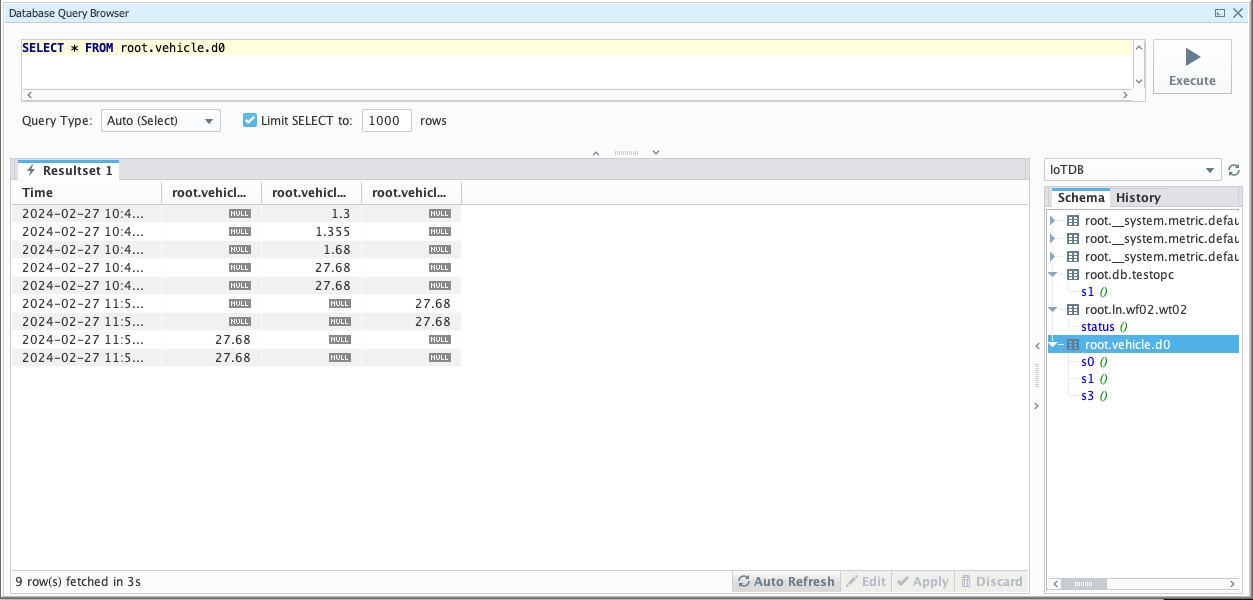 Database Query Browser
SELECT * FROM root.vehicle.d0
Execute
Query Type: Auto (Select) Limit SELECT to: 1000 rows
Resultset 1
Time root.vehicl... root.vehicl... root.vehicl...
2024-02-27 10:4... NULL 1.3 NULL
2024-02-27 10:4... NULL 1.355 NULL
2024-02-27 10:4... NULL 1.68 NULL
2024-02-27 10:4... NULL 27.68 NULL
2024-02-27 10:4... NULL 27.68 NULL
2024-02-27 11:5... NULL NULL 27.68
2024-02-27 11:5... NULL NULL 27.68
2024-02-27 11:5... 27.68 NULL NULL
2024-02-27 11:5... 27.68 NULL NULL
9 row(s) fetched in 3s
Auto Refresh Edit Apply Discard
IoTDB
Schema History
root.__system.metric.defau
root.__system.metric.defau
root.__system.metric.defau
root.db.testopc
s1 ()
root.ln.wf02.wt02
status ()
root.vehicle.d0
s0 ()
s1 ()
s3 ()